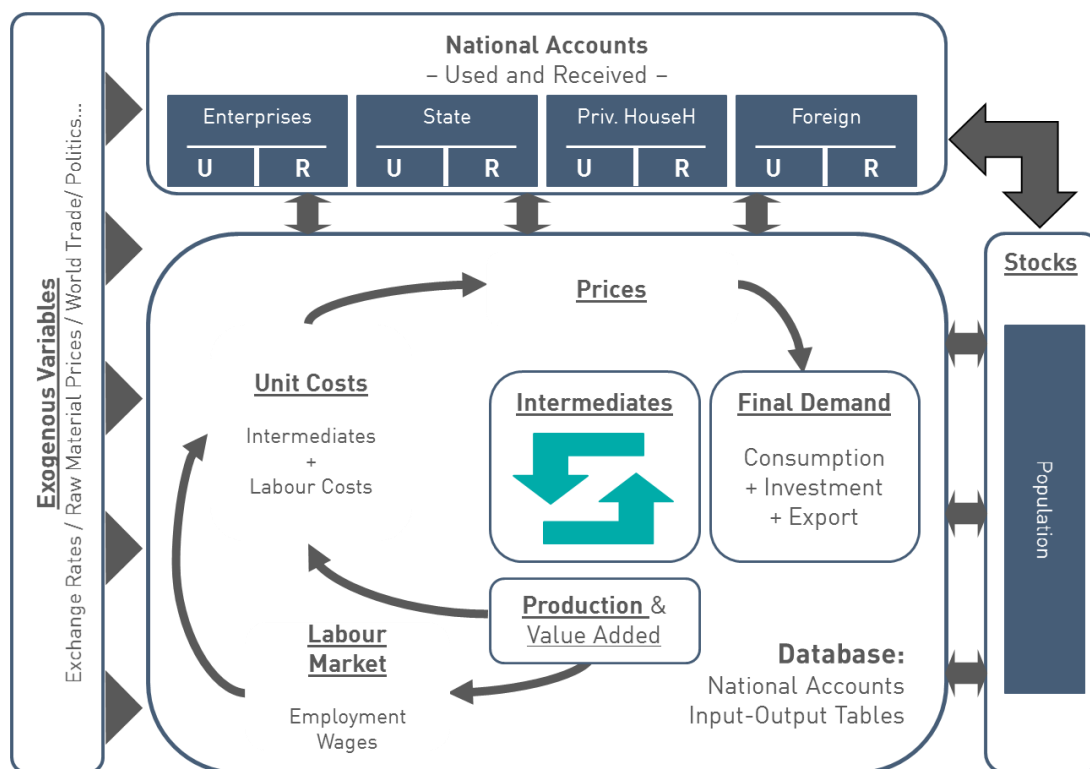 Exogenous Variables
Exchange Rates / Raw Material Prices / World Trade/ Politics...
National Accounts
– Used and Received –
Enterprises
U R
State
U R
Priv. HouseH
U R
Foreign
U R
Prices
Unit Costs
Intermediates
+
Labour Costs
Intermediates
Final Demand
Consumption
+ Investment
+ Export
Production &
Value Added
Labour
Market
Employment
Wages
Database:
National Accounts
Input-Output Tables
Stocks
Population